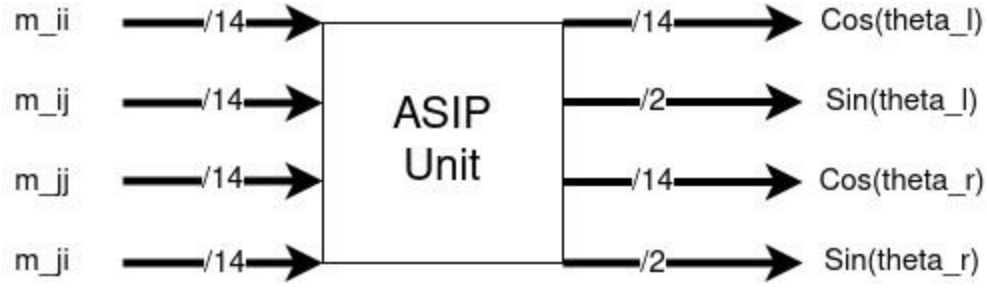 m_ii /14 /14 Cos(theta_l)
m_ij /14 ASIP /2 Sin(theta_l)
m_jj /14 Unit /14 Cos(theta_r)
m_ji /14 /2 Sin(theta_r)